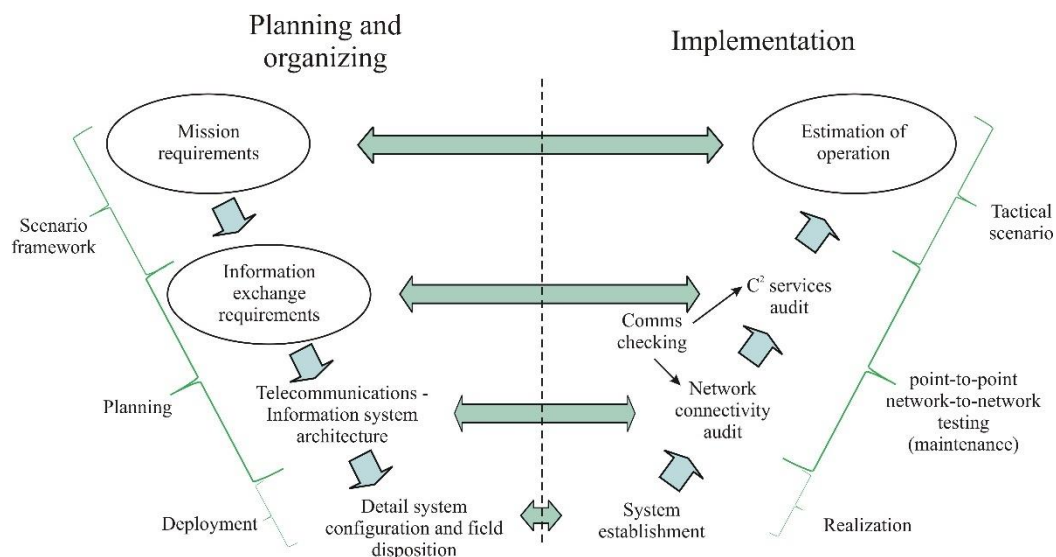 Planning and
organizing
Implementation
Mission
requirements
Estimation of
operation
Scenario
framework
Tactical
scenario
Information
exchange
requirements
C² services
audit
Comms
checking
Planning
Telecommunications -
Information system
architecture
Network
connectivity
audit
point-to-point
network-to-network
testing
(maintenance)
Deployment
Detail system
configuration and field
disposition
System
establishment
Realization